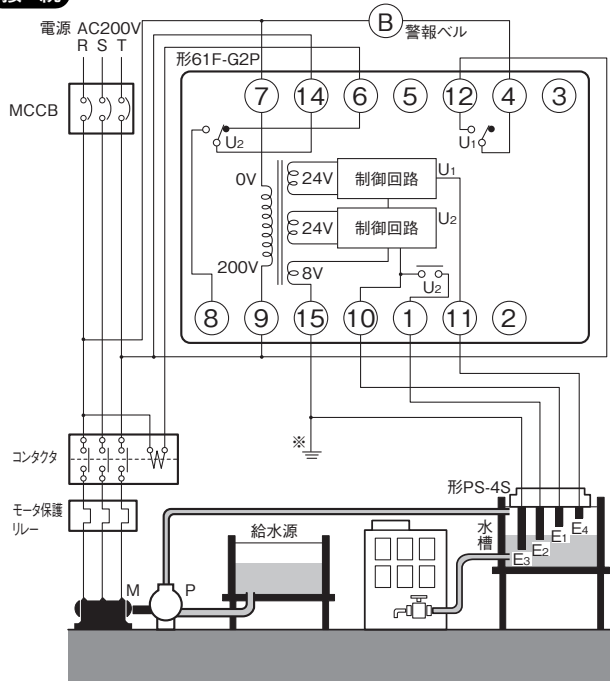 接 続
電源 AC200V
R S T
B 警報ベル
形61F-G2P
MCCB
7 14 6 5 12 4 3
U2
U1
0V
24V 制御回路 U1
24V 制御回路 U2
200V
8V
U2
8 9 15 10 1 11 2
※
コンタクタ
形PS-4S
モータ保護
リレー
給水源
水槽
E3 E2 E1 E4
M P